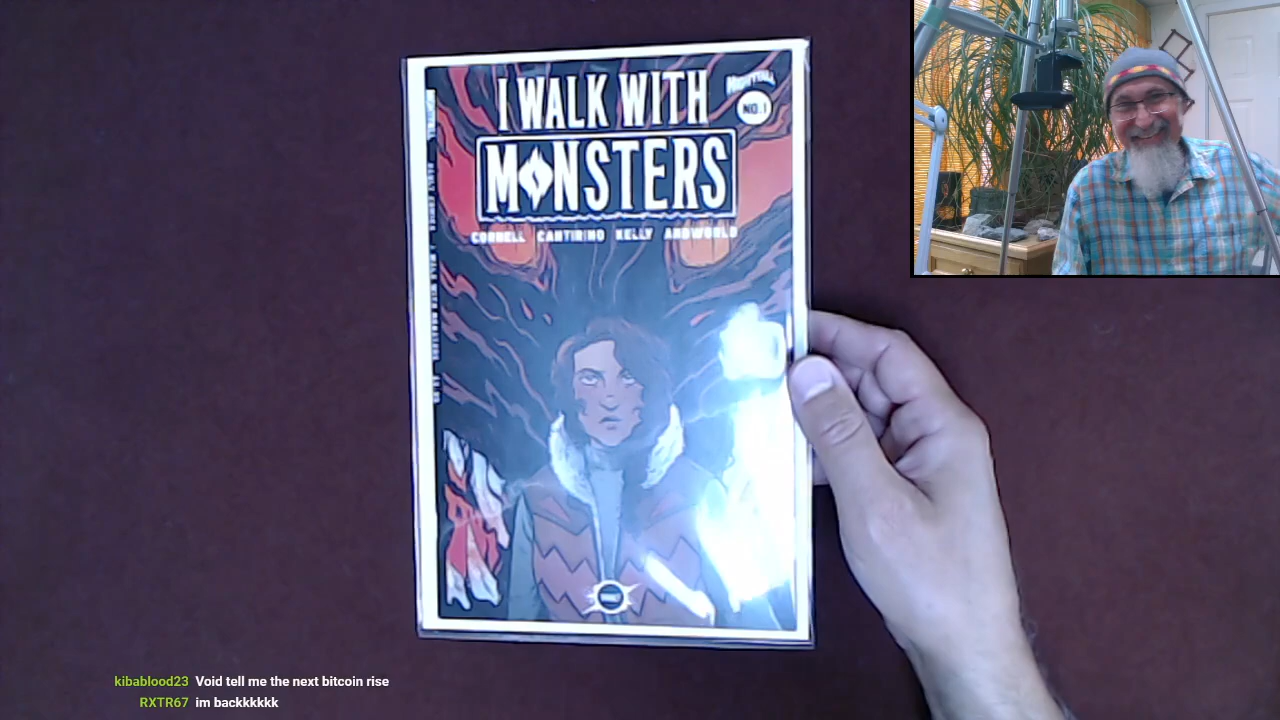 I WALK WITH
MONSTERS
NO.1
CORNELL CANTIRINO KELLY ANDWORLD
kibablood23 Void tell me the next bitcoin rise
RXTR67 im backkkkkk